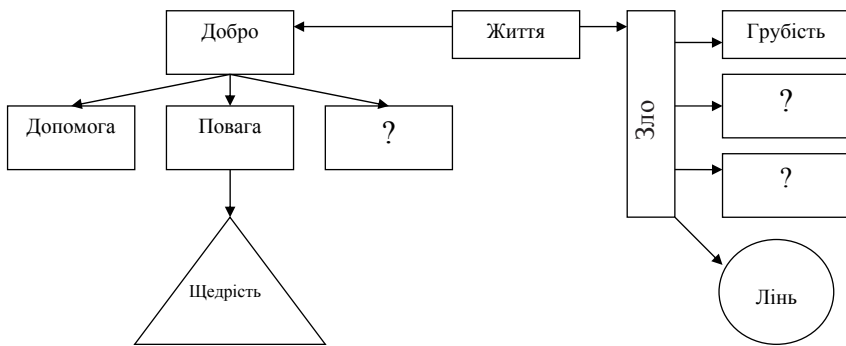 Добро
Життя
Грубість
Допомога
Повага
?
Зло
?
?
Щедрість
Лінь